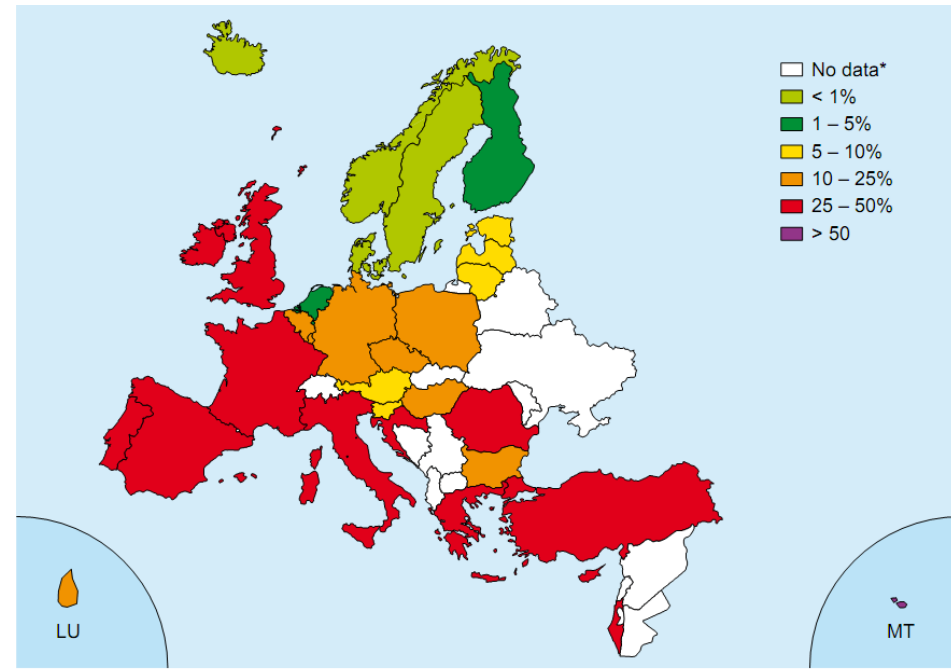 No data*
< 1%
1 – 5%
5 – 10%
10 – 25%
25 – 50%
> 50
LU
MT